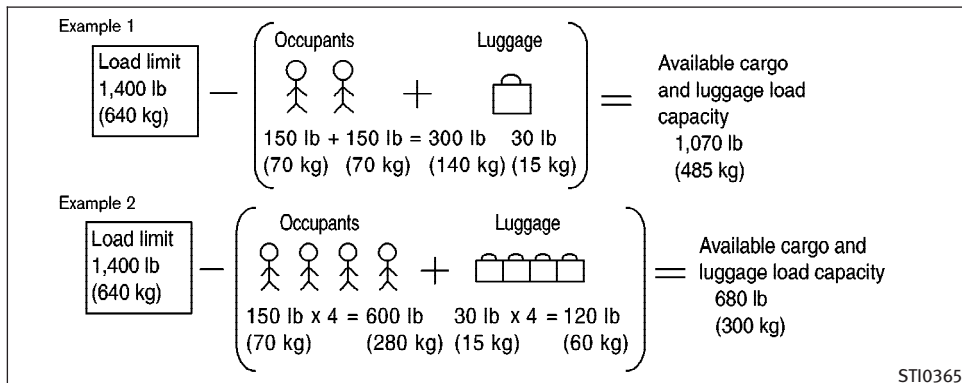 Example 1
Load limit
1,400 lb
(640 kg)
—
Occupants
+
Luggage
150 lb + 150 lb = 300 lb 30 lb
(70 kg) (70 kg) (140 kg) (15 kg)
=
Available cargo
and luggage load
capacity
1,070 lb
(485 kg)
Example 2
Load limit
1,400 lb
(640 kg)
—
Occupants
+
Luggage
150 lb x 4 = 600 lb 30 lb x 4 = 120 lb
(70 kg) (280 kg) (15 kg) (60 kg)
=
Available cargo and
luggage load capacity
680 lb
(300 kg)
STI0365